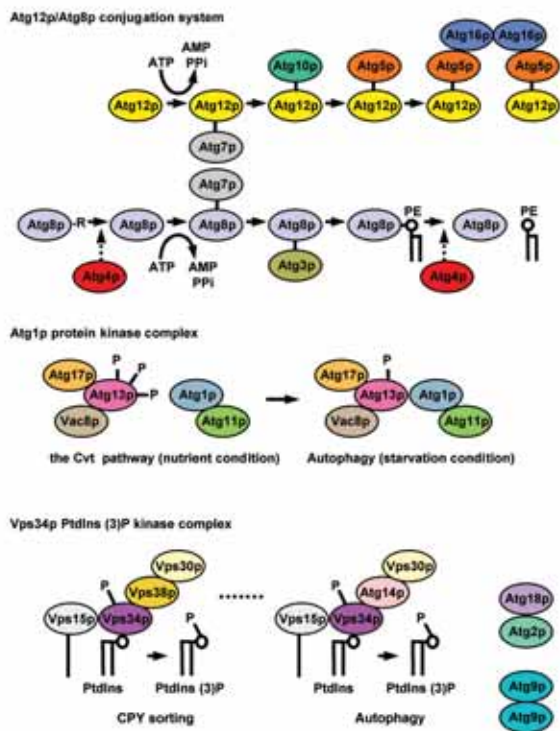 Atg12p/Atg8p conjugation system
AMP
ATP PPi
Atg16p Atg16p
Atg10p Atg5p Atg5p Atg5p
Atg12p Atg12p Atg12p Atg12p Atg12p Atg12p
Atg7p
Atg7p
PE PE
Atg8p -R Atg8p Atg8p Atg8p Atg8p Atg8p
Atg4p ATP AMP Atg3p Atg4p
PPi
Atg1p protein kinase complex
P P
P
Atg17p Atg17p
Atg13p P Atg1p Atg13p Atg1p
Vac8p Atg11p Vac8p Atg11p
the Cvt pathway (nutrient condition) Autophagy (starvation condition)
Vps34p PtdIns (3)P kinase complex
Vps30p Vps30p
P Vps38p P Atg14p Atg18p
Vps15p Vps34p P Vps15p Vps34p P Atg2p
PtdIns PtdIns (3)P PtdIns PtdIns (3)P Atg9p
CPY sorting Autophagy Atg9p